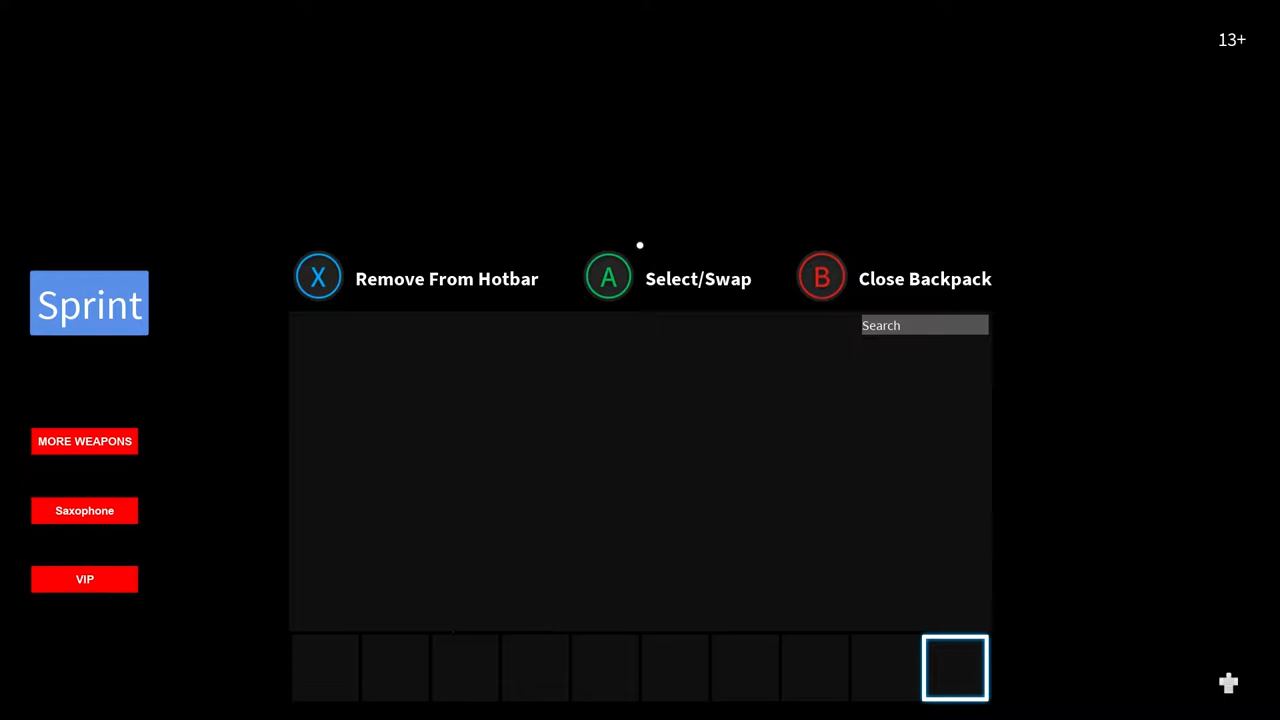 13+
X Remove From Hotbar A Select/Swap B Close Backpack
Sprint
Search
MORE WEAPONS
Saxophone
VIP